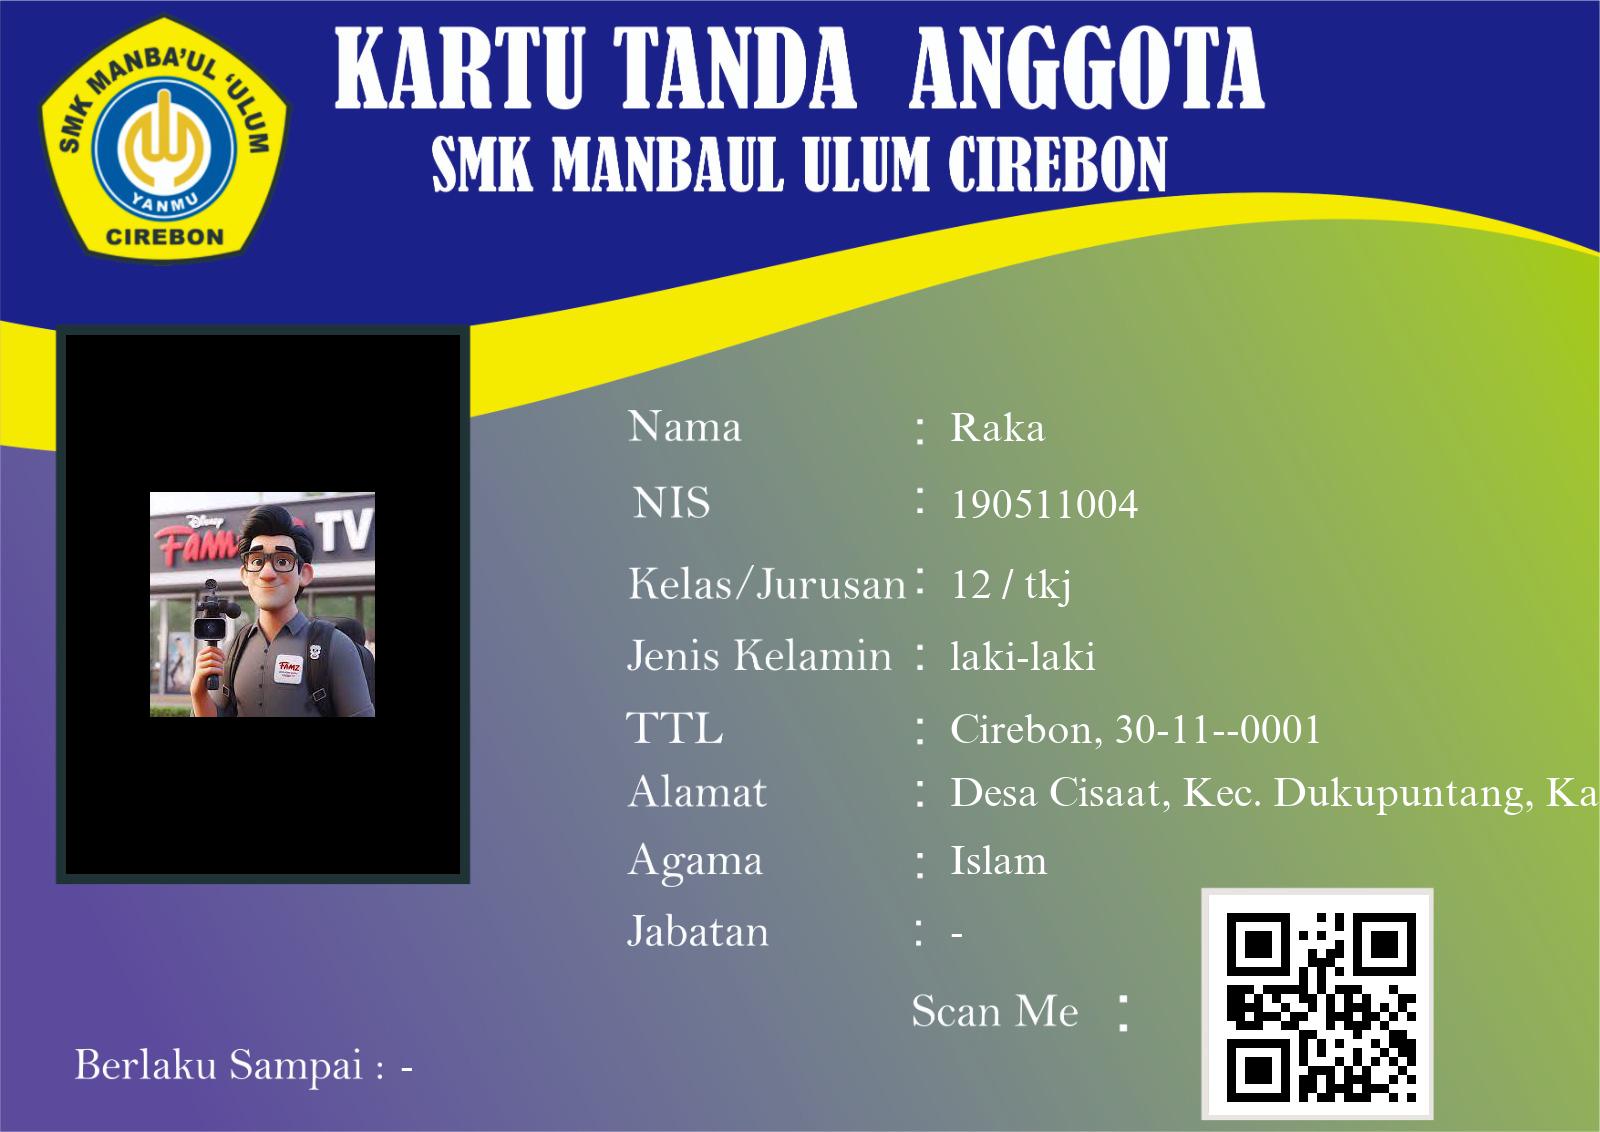 SMK MANBA'UL 'ULUM
YANMU
CIREBON
KARTU TANDA ANGGOTA
SMK MANBAUL ULUM CIREBON
Disney
TV
FAMZ
Nama : Raka
NIS : 190511004
Kelas/Jurusan : 12 / tkj
Jenis Kelamin : laki-laki
TTL : Cirebon, 30-11--0001
Alamat : Desa Cisaat, Kec. Dukupuntang, Ka
Agama : Islam
Jabatan : -
Scan Me :
Berlaku Sampai : -